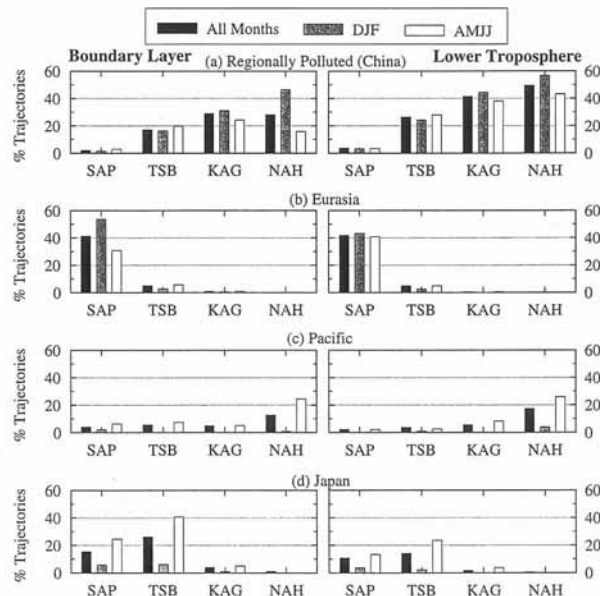 All Months DJF AMJJ
Boundary Layer (a) Regionally Polluted (China) Lower Troposphere
% Trajectories
60 60
40 40
20 20
0 0
SAP TSB KAG NAH SAP TSB KAG NAH
(b) Eurasia
% Trajectories
60 60
40 40
20 20
0 0
SAP TSB KAG NAH SAP TSB KAG NAH
(c) Pacific
% Trajectories
60 60
40 40
20 20
0 0
SAP TSB KAG NAH SAP TSB KAG NAH
(d) Japan
% Trajectories
60 60
40 40
20 20
0 0
SAP TSB KAG NAH SAP TSB KAG NAH